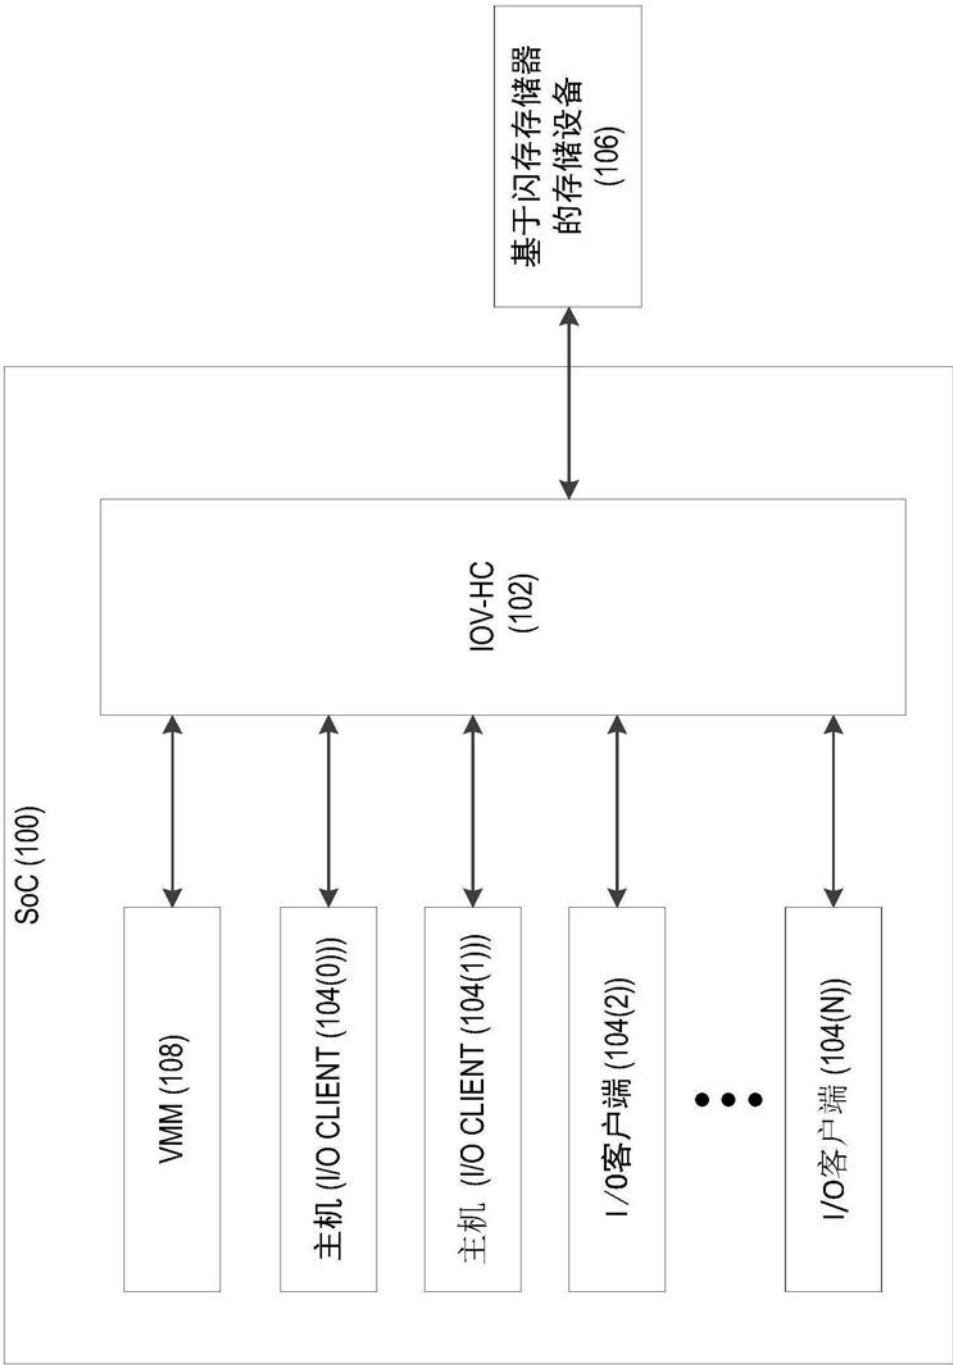 SoC (100)
VMM (108)
主机 (I/O CLIENT (104(0)))
主机 (I/O CLIENT (104(1)))
I/O客户端 (104(2))
I/O客户端 (104(N))
IOV-HC
(102)
基于闪存存储器
的存储设备
(106)